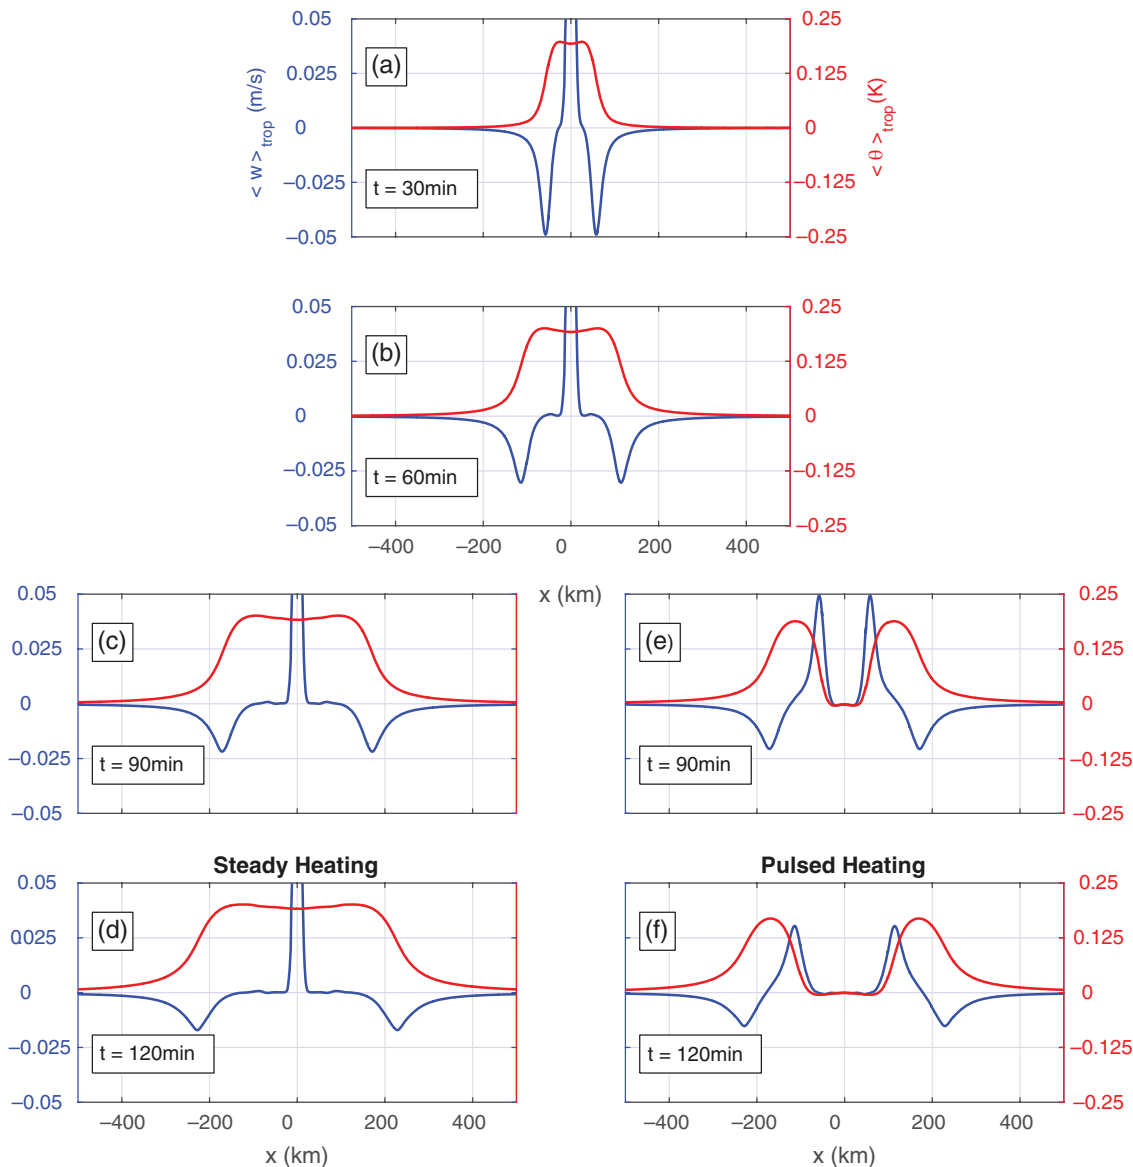 0.05
0.025
0
−0.025
−0.05
< w >trop (m/s)
(a)
t = 30min
0.25
0.125
0
−0.125
−0.25
< θ >trop (K)
0.05
0.025
0
−0.025
−0.05
(b)
t = 60min
0.25
0.125
0
−0.125
−0.25
−400 −200 0 200 400
x (km)
0.05
0.025
0
−0.025
−0.05
(c)
t = 90min
(e)
t = 90min
0.25
0.125
0
−0.125
−0.25
Steady Heating
Pulsed Heating
0.05
0.025
0
−0.025
−0.05
(d)
t = 120min
(f)
t = 120min
0.25
0.125
0
−0.125
−0.25
−400 −200 0 200 400
−400 −200 0 200 400
x (km)
x (km)